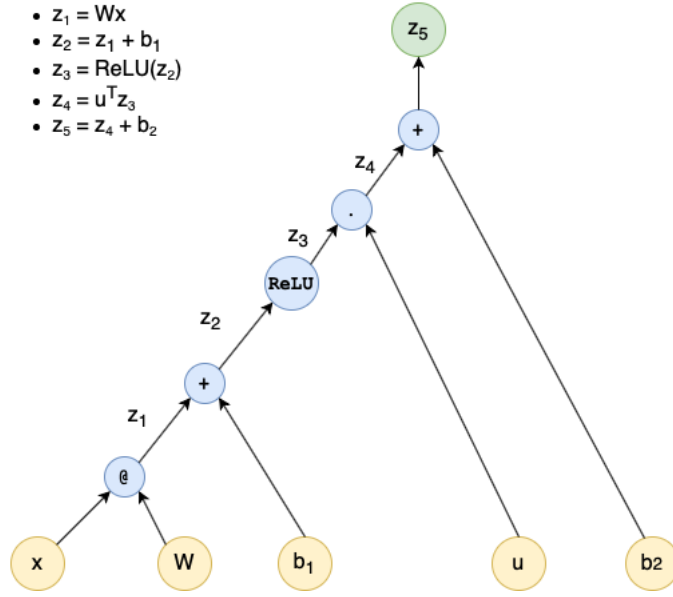 • z₁ = Wx
• z₂ = z₁ + b₁
• z₃ = ReLU(z₂)
• z₄ = uᵀz₃
• z₅ = z₄ + b₂
z₅
+
z₄
.
z₃
ReLU
z₂
+
z₁
@
x
W
b₁
u
b2